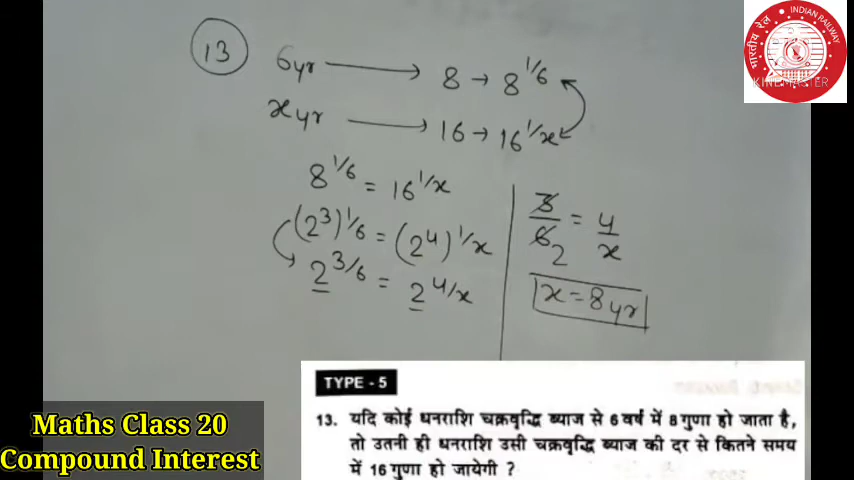 13
6yr → 8 → 8^1/6
xyr → 16 → 16^1/x
8^1/6 = 16^1/x
(2^3)^1/6 = (2^4)^1/x
2^3/6 = 2^4/x
3/6 2 = 4/x
x = 8yr
भारतीय रेल INDIAN RAILWAY
KINEMASTER
TYPE - 5
13. यदि कोई धनराशि चक्रवृद्धि ब्याज से 6 वर्ष में 8 गुणा हो जाता है,
तो उतनी ही धनराशि उसी चक्रवृद्धि ब्याज की दर से कितने समय
में 16 गुणा हो जायेगी ?
Maths Class 20
Compound Interest